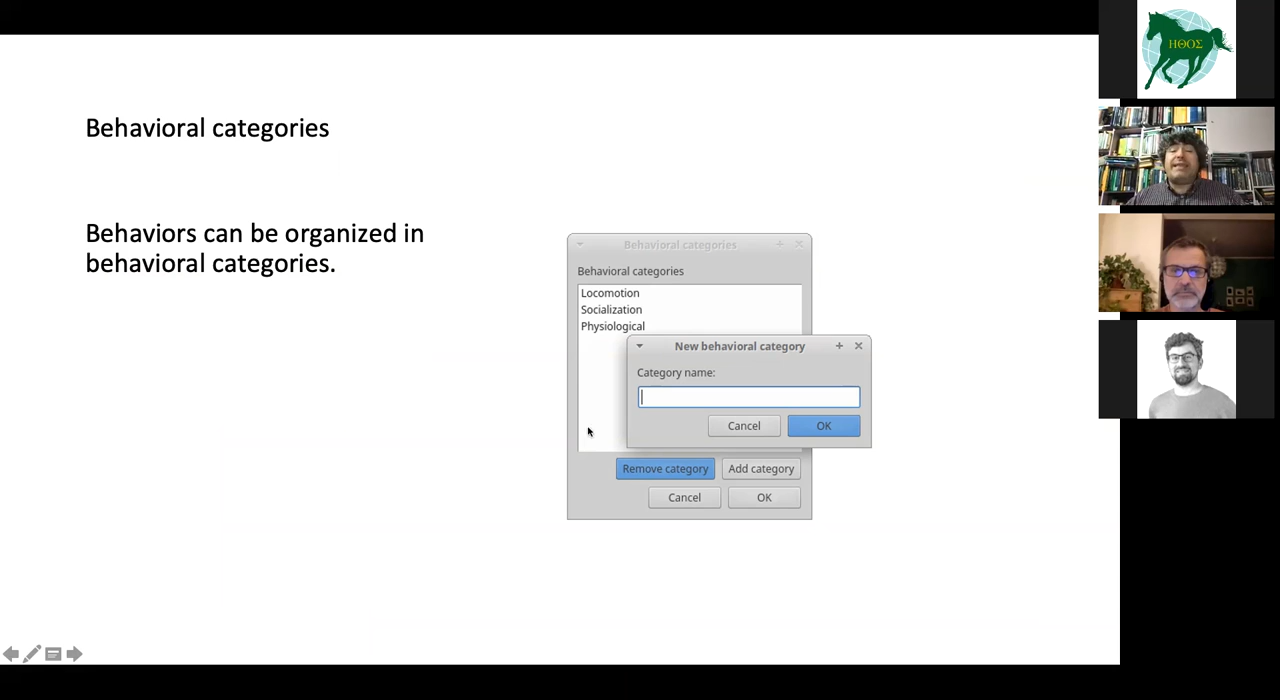 Behavioral categories
Behaviors can be organized in
behavioral categories.
Behavioral categories
Behavioral categories
Locomotion
Socialization
Physiological
New behavioral category
Category name:
Cancel OK
Remove category Add category
Cancel OK
ΗΘΟΣ